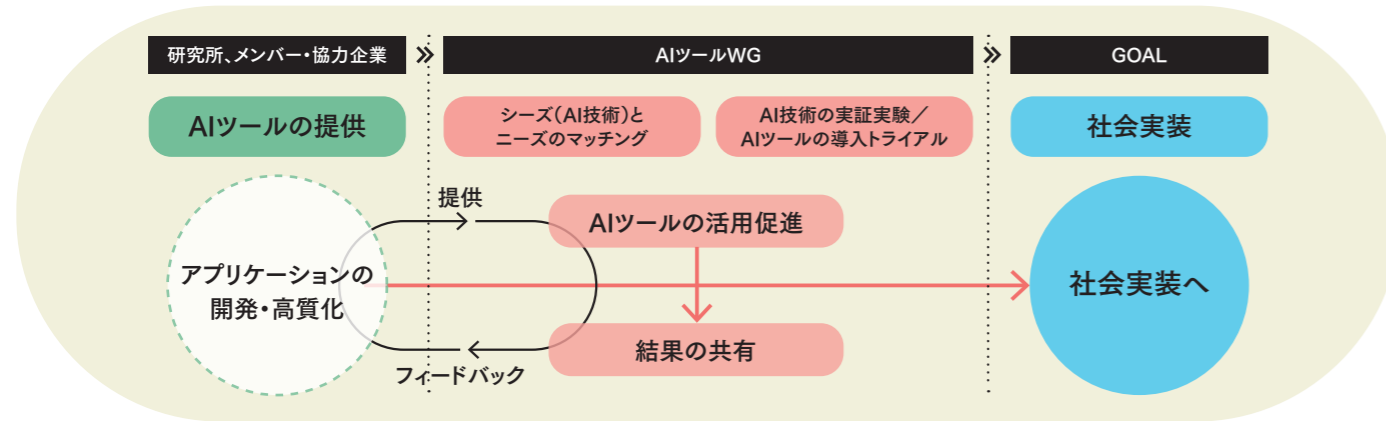 研究所、メンバー・協力企業
AIツールWG
GOAL
AIツールの提供
シーズ（AI技術）と
ニーズのマッチング
AI技術の実証実験／
AIツールの導入トライアル
社会実装
提供
AIツールの活用促進
アプリケーションの
開発・高質化
社会実装へ
結果の共有
フィードバック